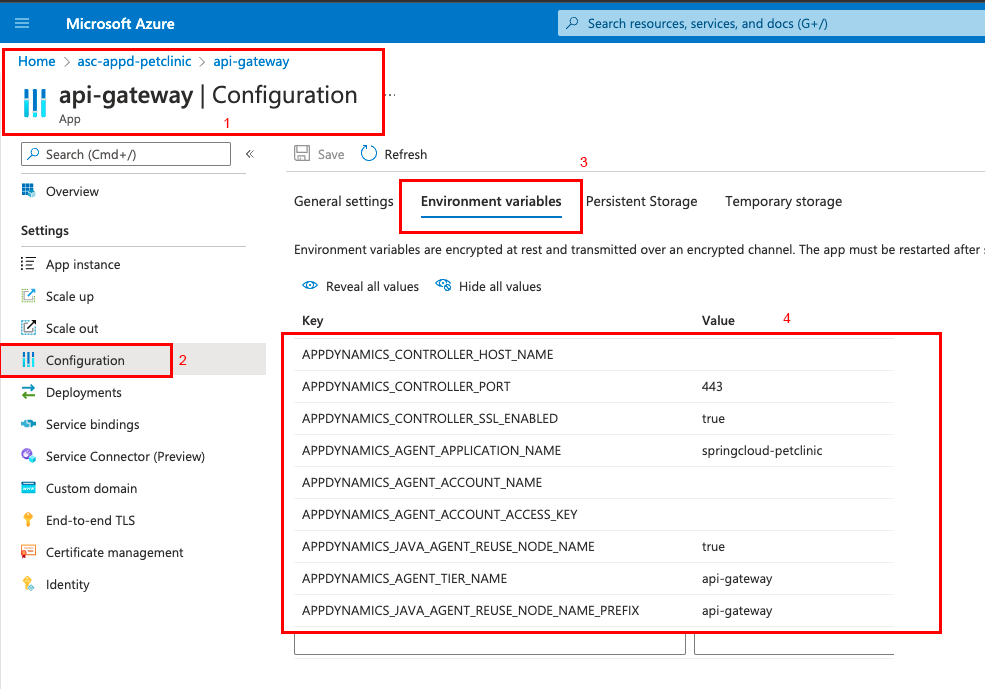 Microsoft Azure
Search resources, services, and docs (G+/)
Home > asc-appd-petclinic > api-gateway
api-gateway | Configuration
...
App
1
Search (Cmd+/)
«
Overview
Settings
App instance
Scale up
Scale out
Configuration
2
Deployments
Service bindings
Service Connector (Preview)
Custom domain
End-to-end TLS
Certificate management
Identity
Save Refresh
3
General settings Environment variables Persistent Storage Temporary storage
Environment variables are encrypted at rest and transmitted over an encrypted channel. The app must be restarted after
Reveal all values Hide all values
Key Value 4
APPDYNAMICS_CONTROLLER_HOST_NAME
APPDYNAMICS_CONTROLLER_PORT 443
APPDYNAMICS_CONTROLLER_SSL_ENABLED true
APPDYNAMICS_AGENT_APPLICATION_NAME springcloud-petclinic
APPDYNAMICS_AGENT_ACCOUNT_NAME
APPDYNAMICS_AGENT_ACCOUNT_ACCESS_KEY
APPDYNAMICS_JAVA_AGENT_REUSE_NODE_NAME true
APPDYNAMICS_AGENT_TIER_NAME api-gateway
APPDYNAMICS_JAVA_AGENT_REUSE_NODE_NAME_PREFIX api-gateway